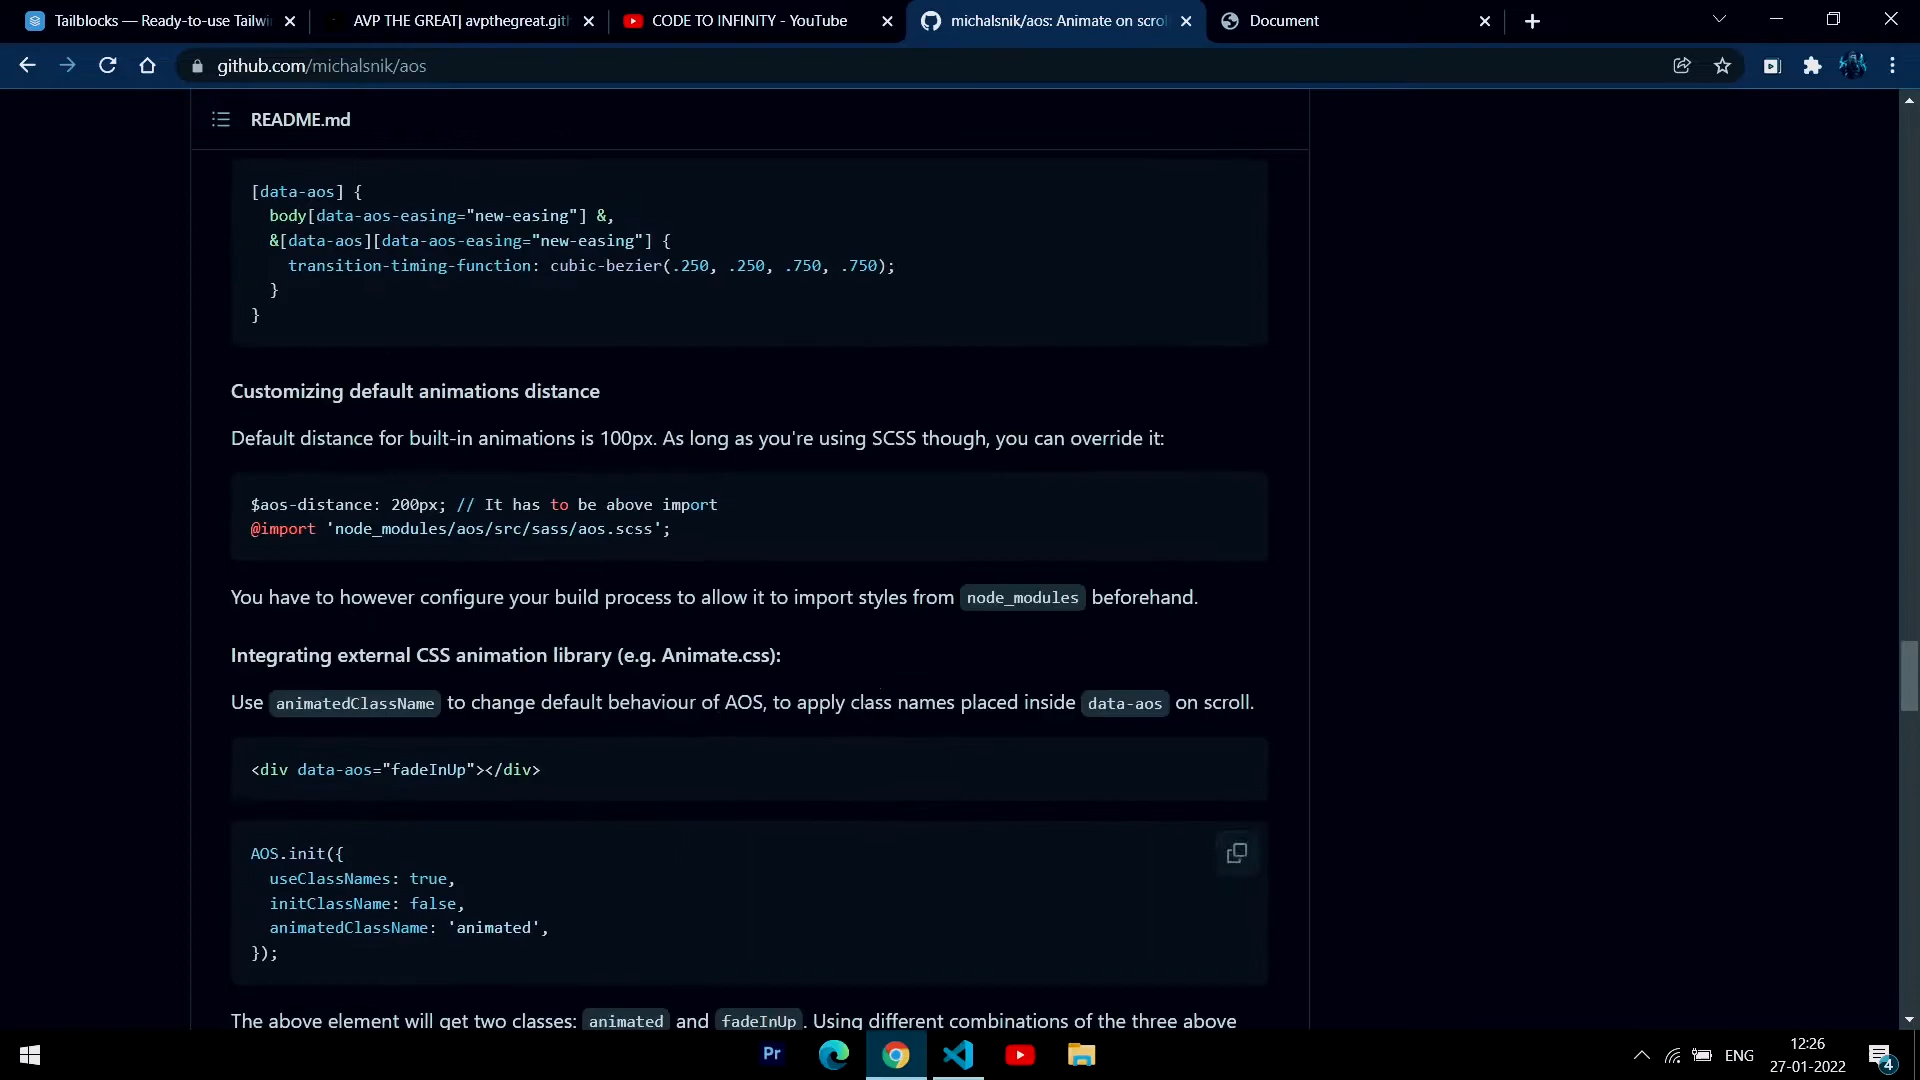 Tailblocks — Ready-to-use Tailwi
AVP THE GREAT| avpthegreat.git
CODE TO INFINITY - YouTube
michalsnik/aos: Animate on scrol
Document
github.com/michalsnik/aos
README.md
[data-aos] {
body[data-aos-easing="new-easing"] &,
&[data-aos][data-aos-easing="new-easing"] {
transition-timing-function: cubic-bezier(.250, .250, .750, .750);
}
}
Customizing default animations distance
Default distance for built-in animations is 100px. As long as you're using SCSS though, you can override it:
$aos-distance: 200px; // It has to be above import
@import 'node_modules/aos/src/sass/aos.scss';
You have to however configure your build process to allow it to import styles from node_modules beforehand.
Integrating external CSS animation library (e.g. Animate.css):
Use animatedClassName to change default behaviour of AOS, to apply class names placed inside data-aos on scroll.
<div data-aos="fadeInUp"></div>
AOS.init({
useClassNames: true,
initClassName: false,
animatedClassName: 'animated',
});
The above element will get two classes: animated and fadeInUp. Using different combinations of the three above
Pr
ENG
12:26
27-01-2022
4